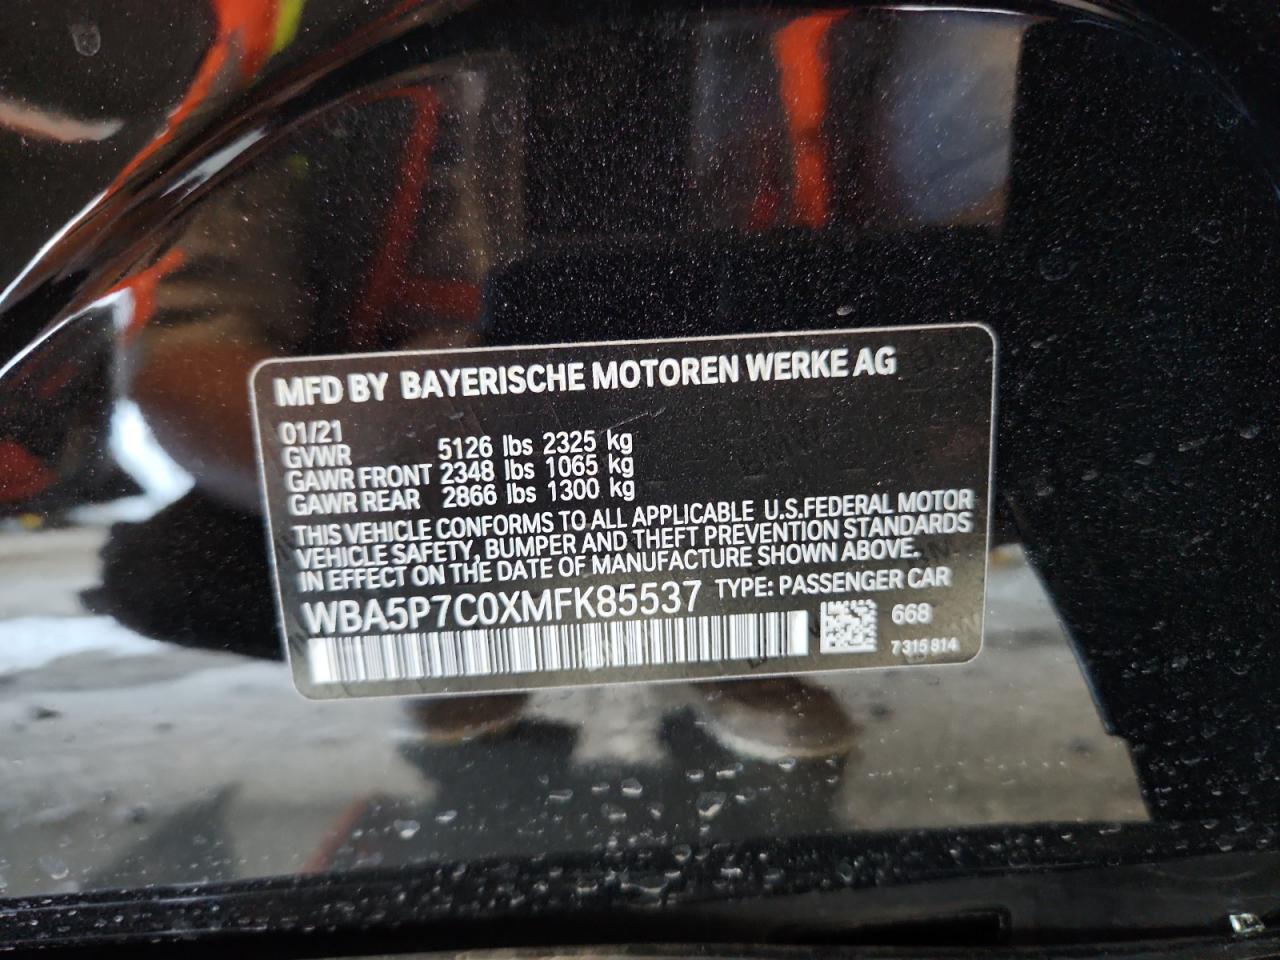 MFD BY BAYERISCHE MOTOREN WERKE AG
01/21
GVWR 5126 lbs 2325 kg
GAWR FRONT 2348 lbs 1065 kg
GAWR REAR 2866 lbs 1300 kg
THIS VEHICLE CONFORMS TO ALL APPLICABLE U.S.FEDERAL MOTOR
VEHICLE SAFETY, BUMPER AND THEFT PREVENTION STANDARDS
IN EFFECT ON THE DATE OF MANUFACTURE SHOWN ABOVE.
WBA5P7C0XMFK85537 TYPE: PASSENGER CAR
668
7 315 814